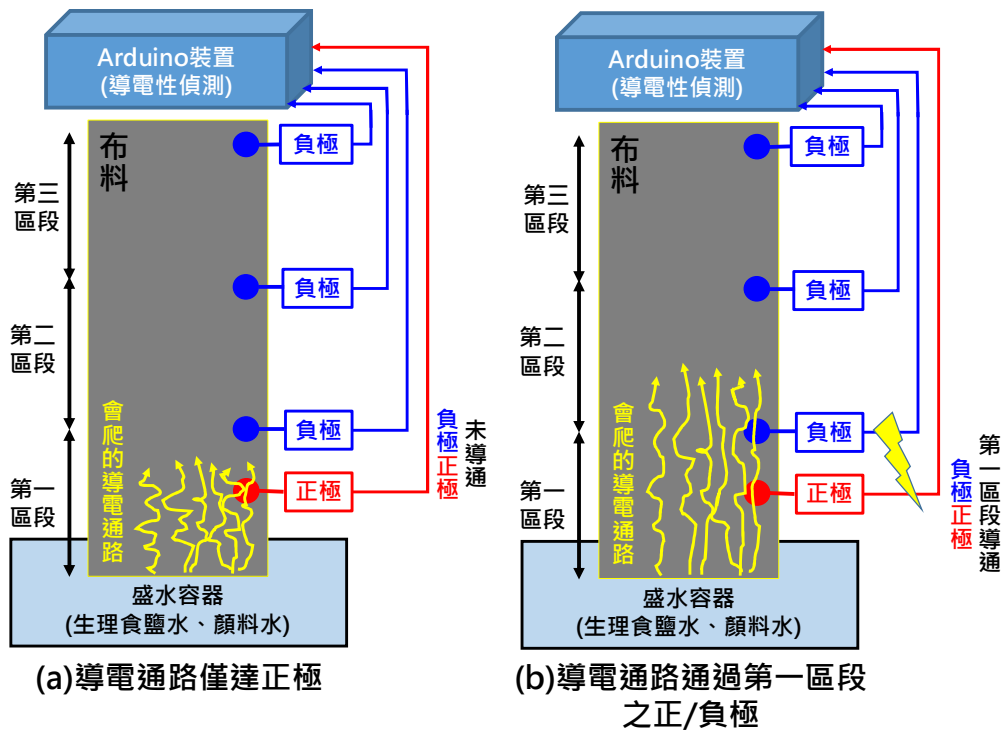 Arduino裝置
(導電性偵測)
布料
負極
第三
區段
負極
第二
區段
會爬的導電通路
負極
正極
第一
區段
負極正極
未導通
盛水容器
(生理食鹽水、顏料水)
(a)導電通路僅達正極
Arduino裝置
(導電性偵測)
布料
負極
第三
區段
負極
第二
區段
會爬的導電通路
負極
正極
第一
區段
負極正極
第一區段導通
盛水容器
(生理食鹽水、顏料水)
(b)導電通路通過第一區段
之正/負極